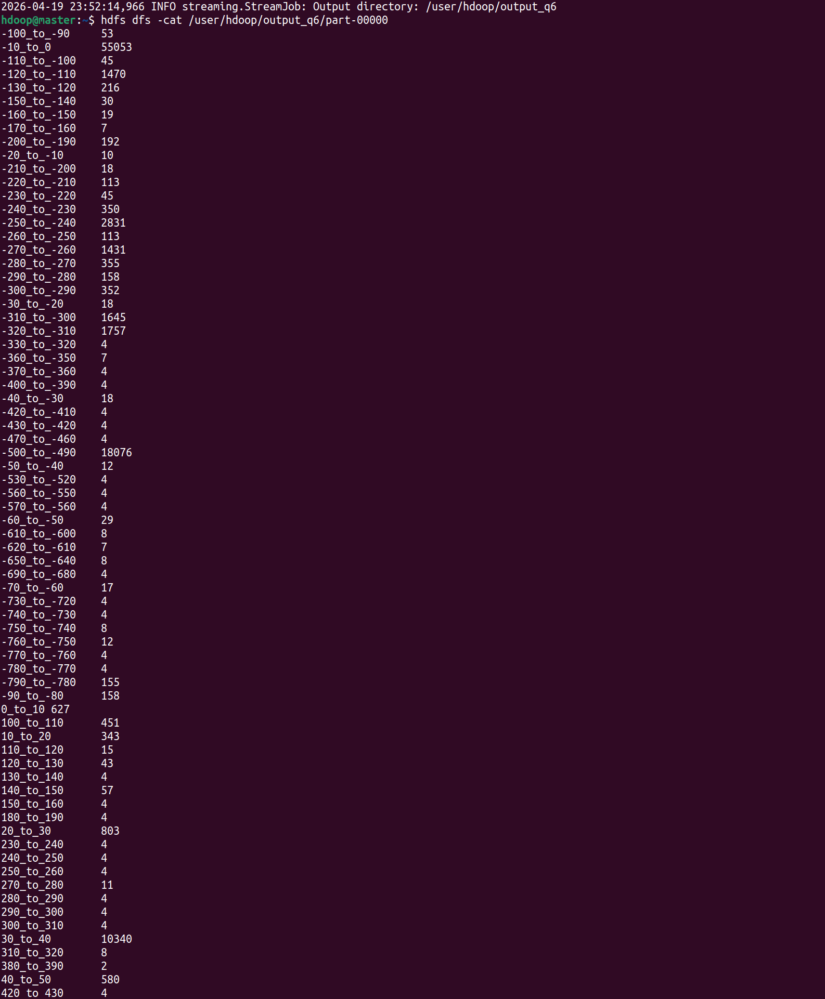 2026-04-19 23:52:14,966 INFO streaming.StreamJob: Output directory: /user/hdoop/output_q6
hdoop@master:~$ hdfs dfs -cat /user/hdoop/output_q6/part-00000
-100_to_-90 53
-10_to_0 55053
-110_to_-100 45
-120_to_-110 1470
-130_to_-120 216
-150_to_-140 30
-160_to_-150 19
-170_to_-160 7
-200_to_-190 192
-20_to_-10 10
-210_to_-200 18
-220_to_-210 113
-230_to_-220 45
-240_to_-230 350
-250_to_-240 2831
-260_to_-250 113
-270_to_-260 1431
-280_to_-270 355
-290_to_-280 158
-300_to_-290 352
-30_to_-20 18
-310_to_-300 1645
-320_to_-310 1757
-330_to_-320 4
-360_to_-350 7
-370_to_-360 4
-400_to_-390 4
-40_to_-30 18
-420_to_-410 4
-430_to_-420 4
-470_to_-460 4
-500_to_-490 18076
-50_to_-40 12
-530_to_-520 4
-560_to_-550 4
-570_to_-560 4
-60_to_-50 29
-610_to_-600 8
-620_to_-610 7
-650_to_-640 8
-690_to_-680 4
-70_to_-60 17
-730_to_-720 4
-740_to_-730 4
-750_to_-740 8
-760_to_-750 12
-770_to_-760 4
-780_to_-770 4
-790_to_-780 155
-90_to_-80 158
0_to_10 627
100_to_110 451
10_to_20 343
110_to_120 15
120_to_130 43
130_to_140 4
140_to_150 57
150_to_160 4
180_to_190 4
20_to_30 803
230_to_240 4
240_to_250 4
250_to_260 4
270_to_280 11
280_to_290 4
290_to_300 4
300_to_310 4
30_to_40 10340
310_to_320 8
380_to_390 2
40_to_50 580
420_to_430 4